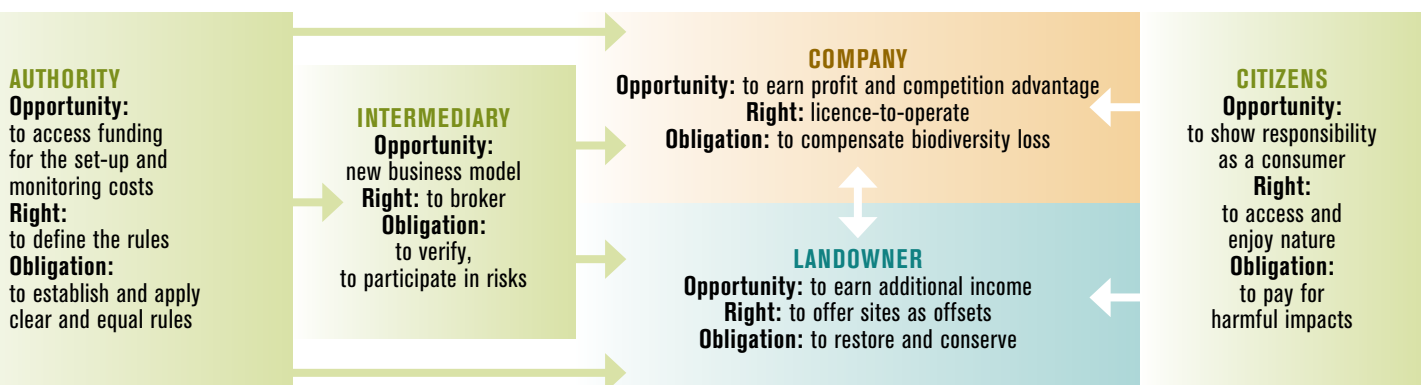 AUTHORITY
Opportunity:
to access funding
for the set-up and
monitoring costs
Right:
to define the rules
Obligation:
to establish and apply
clear and equal rules
INTERMEDIARY
Opportunity:
new business model
Right: to broker
Obligation:
to verify,
to participate in risks
COMPANY
Opportunity: to earn profit and competition advantage
Right: licence-to-operate
Obligation: to compensate biodiversity loss
LANDOWNER
Opportunity: to earn additional income
Right: to offer sites as offsets
Obligation: to restore and conserve
CITIZENS
Opportunity:
to show responsibility
as a consumer
Right:
to access and
enjoy nature
Obligation:
to pay for
harmful impacts